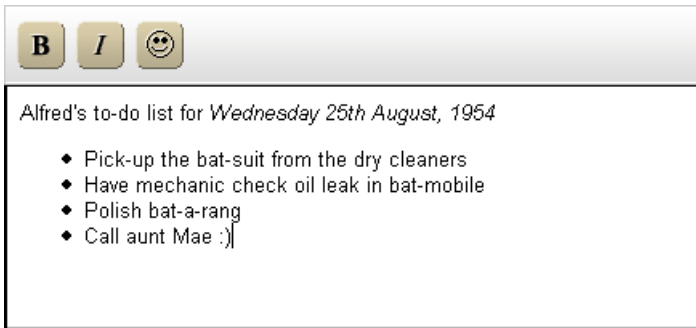 B I
Alfred's to-do list for Wednesday 25th August, 1954
Pick-up the bat-suit from the dry cleaners
Have mechanic check oil leak in bat-mobile
Polish bat-a-rang
Call aunt Mae :)